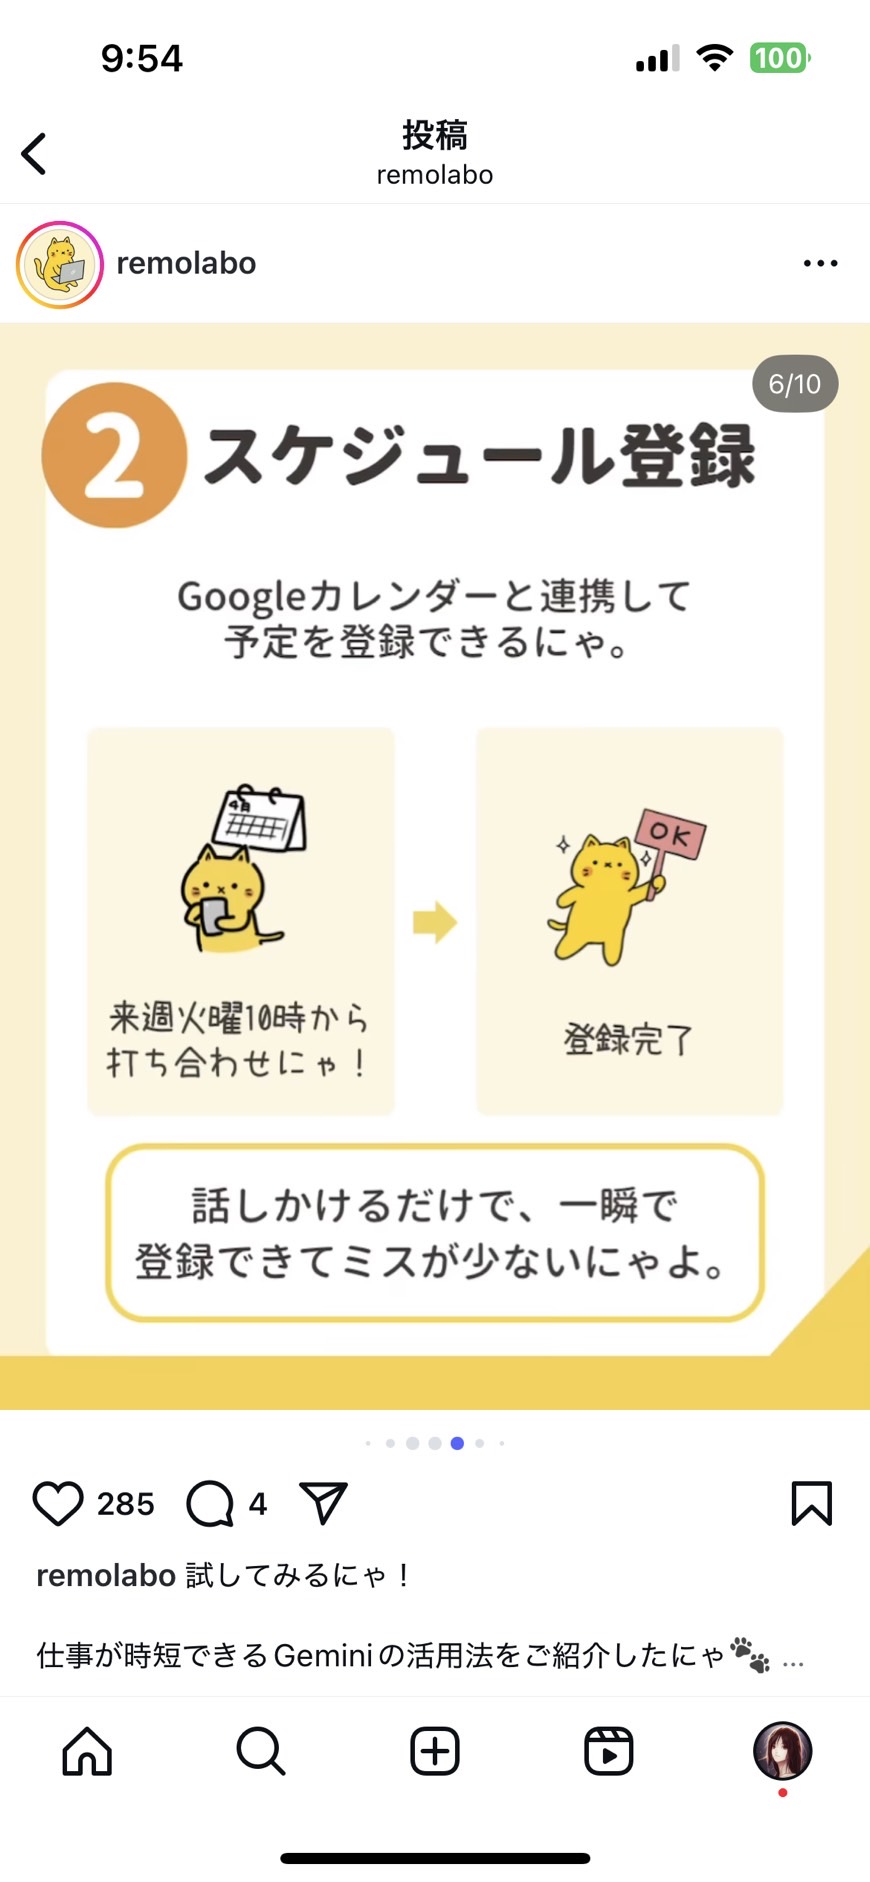 9:54
100
投稿
remolabo
remolabo
6/10
2 スケジュール登録
Googleカレンダーと連携して
予定を登録できるにゃ。
4月
OK
来週火曜10時から
打ち合わせにゃ！
登録完了
話しかけるだけで、一瞬で
登録できてミスが少ないにゃよ。
285 4
remolabo 試してみるにゃ！
仕事が時短できるGeminiの活用法をご紹介したにゃ🐾 ...